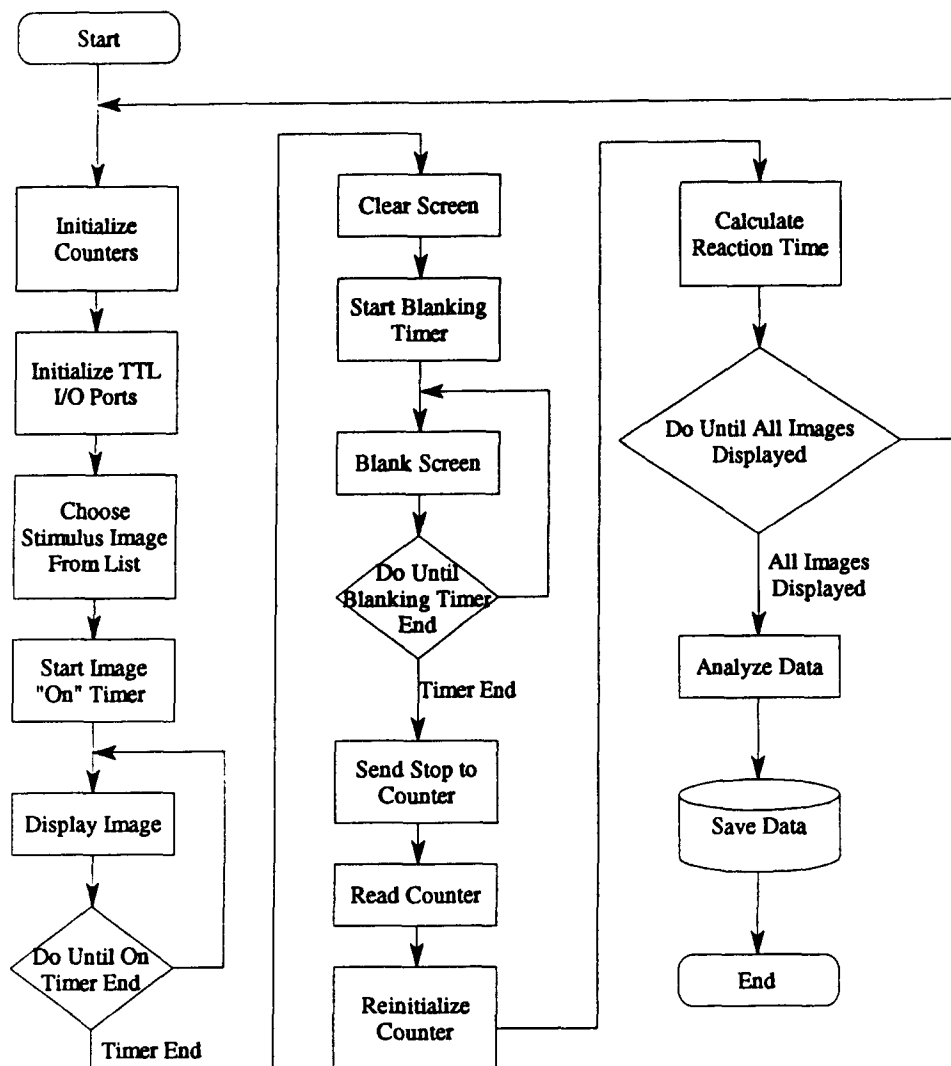 Start
Initialize
Counters
Initialize TTL
I/O Ports
Choose
Stimulus Image
From List
Start Image
"On" Timer
Display Image
Do Until On
Timer End
Timer End
Clear Screen
Start Blanking
Timer
Blank Screen
Do Until
Blanking Timer
End
Timer End
Send Stop to
Counter
Read Counter
Reinitialize
Counter
Calculate
Reaction Time
Do Until All Images
Displayed
All Images
Displayed
Analyze Data
Save Data
End